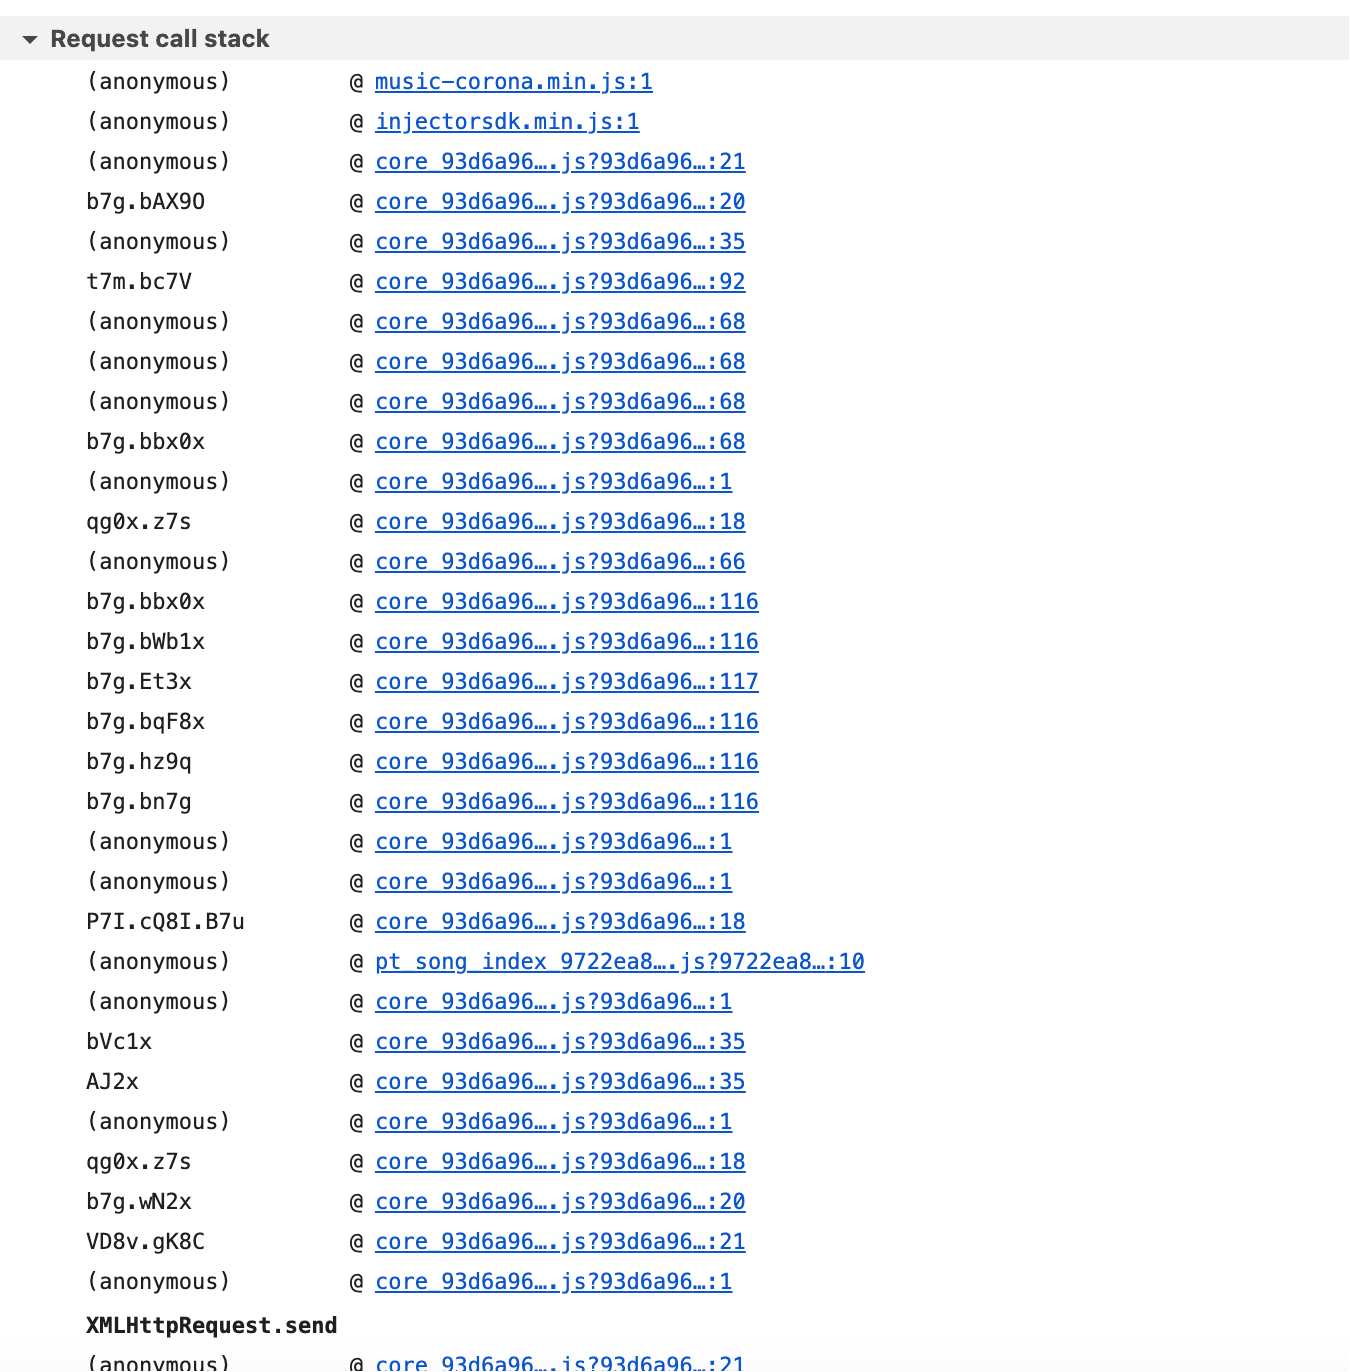 Request call stack
(anonymous) @ music-corona.min.js:1
(anonymous) @ injectorsdk.min.js:1
(anonymous) @ core_93d6a96….js?93d6a96…:21
b7g.bAX9O @ core_93d6a96….js?93d6a96…:20
(anonymous) @ core_93d6a96….js?93d6a96…:35
t7m.bc7V @ core_93d6a96….js?93d6a96…:92
(anonymous) @ core_93d6a96….js?93d6a96…:68
(anonymous) @ core_93d6a96….js?93d6a96…:68
(anonymous) @ core_93d6a96….js?93d6a96…:68
b7g.bbx0x @ core_93d6a96….js?93d6a96…:68
(anonymous) @ core_93d6a96….js?93d6a96…:1
qg0x.z7s @ core_93d6a96….js?93d6a96…:18
(anonymous) @ core_93d6a96….js?93d6a96…:66
b7g.bbx0x @ core_93d6a96….js?93d6a96…:116
b7g.bWb1x @ core_93d6a96….js?93d6a96…:116
b7g.Et3x @ core_93d6a96….js?93d6a96…:117
b7g.bqF8x @ core_93d6a96….js?93d6a96…:116
b7g.hz9q @ core_93d6a96….js?93d6a96…:116
b7g.bn7g @ core_93d6a96….js?93d6a96…:116
(anonymous) @ core_93d6a96….js?93d6a96…:1
(anonymous) @ core_93d6a96….js?93d6a96…:1
P7I.cQ8I.B7u @ core_93d6a96….js?93d6a96…:18
(anonymous) @ pt_song_index_9722ea8….js?9722ea8…:10
(anonymous) @ core_93d6a96….js?93d6a96…:1
bVc1x @ core_93d6a96….js?93d6a96…:35
AJ2x @ core_93d6a96….js?93d6a96…:35
(anonymous) @ core_93d6a96….js?93d6a96…:1
qg0x.z7s @ core_93d6a96….js?93d6a96…:18
b7g.wN2x @ core_93d6a96….js?93d6a96…:20
VD8v.gK8C @ core_93d6a96….js?93d6a96…:21
(anonymous) @ core_93d6a96….js?93d6a96…:1
XMLHttpRequest.send
(anonymous) @ core_93d6a96….js?93d6a96…:21